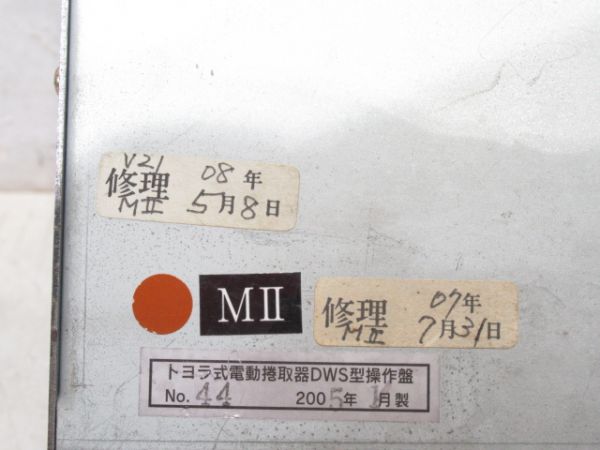 V21
修理 08年
MII 5月8日
MII
修理 07年
MII 7月31日
トヨラ式電動捲取器DWS型操作盤
No. 44 2005年 1月製